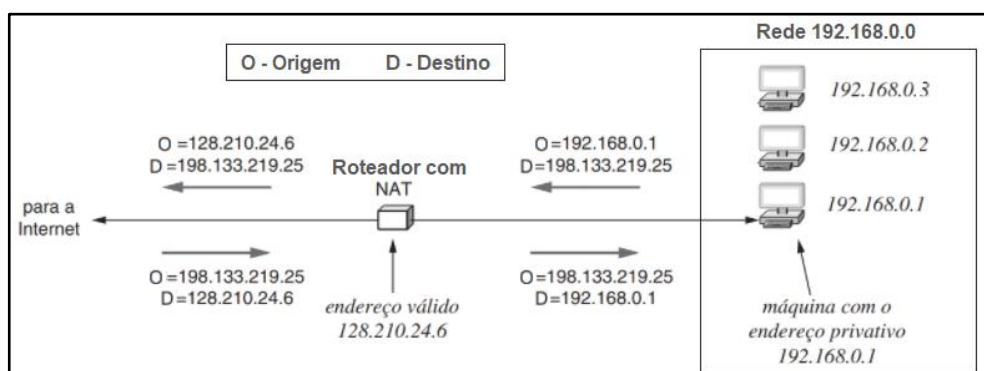 Rede 192.168.0.0
O - Origem D - Destino
192.168.0.3
192.168.0.2
192.168.0.1
O =128.210.24.6
D=198.133.219.25
Roteador com
NAT
O=192.168.0.1
D=198.133.219.25
para a
Internet
O=198.133.219.25
D=128.210.24.6
endereço válido
128.210.24.6
O=198.133.219.25
D=192.168.0.1
máquina com o
endereço privativo
192.168.0.1